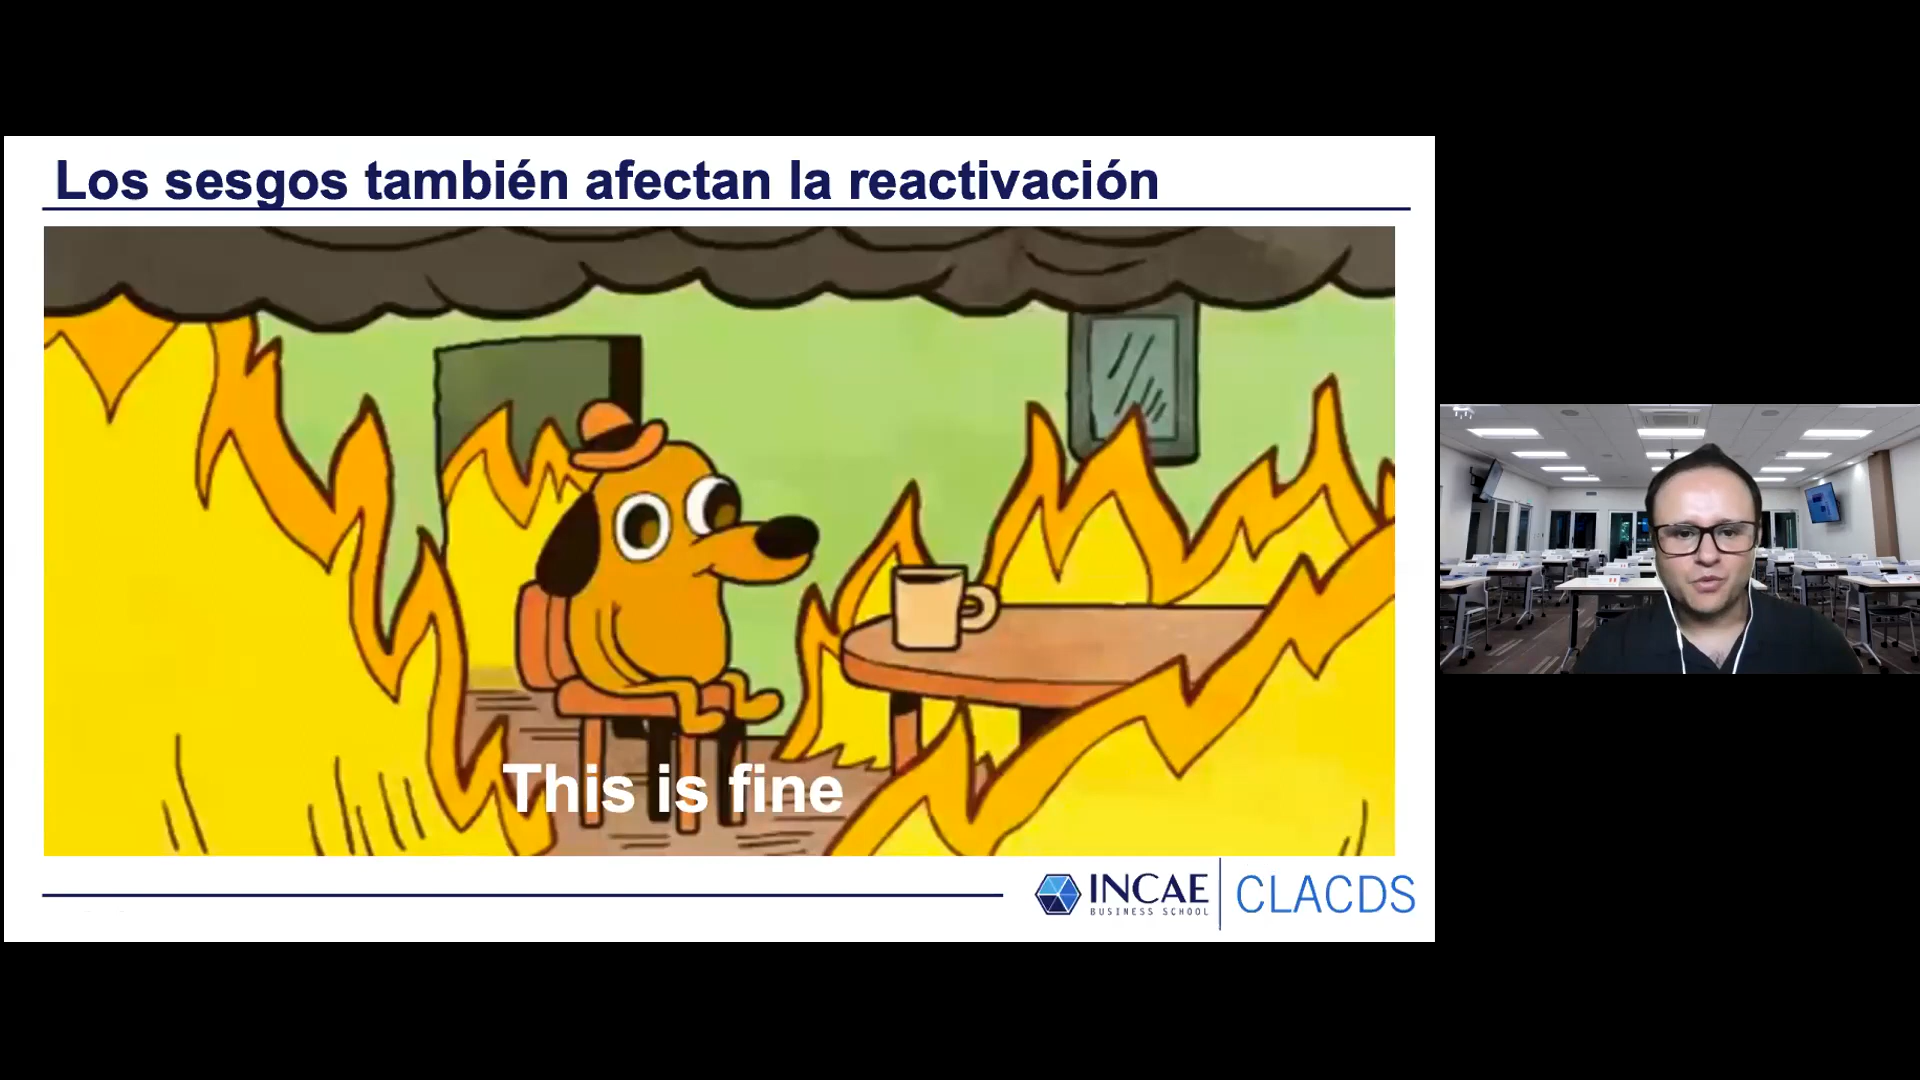 Los sesgos también afectan la reactivación
This is fine
INCAE
BUSINESS SCHOOL
CLACDS